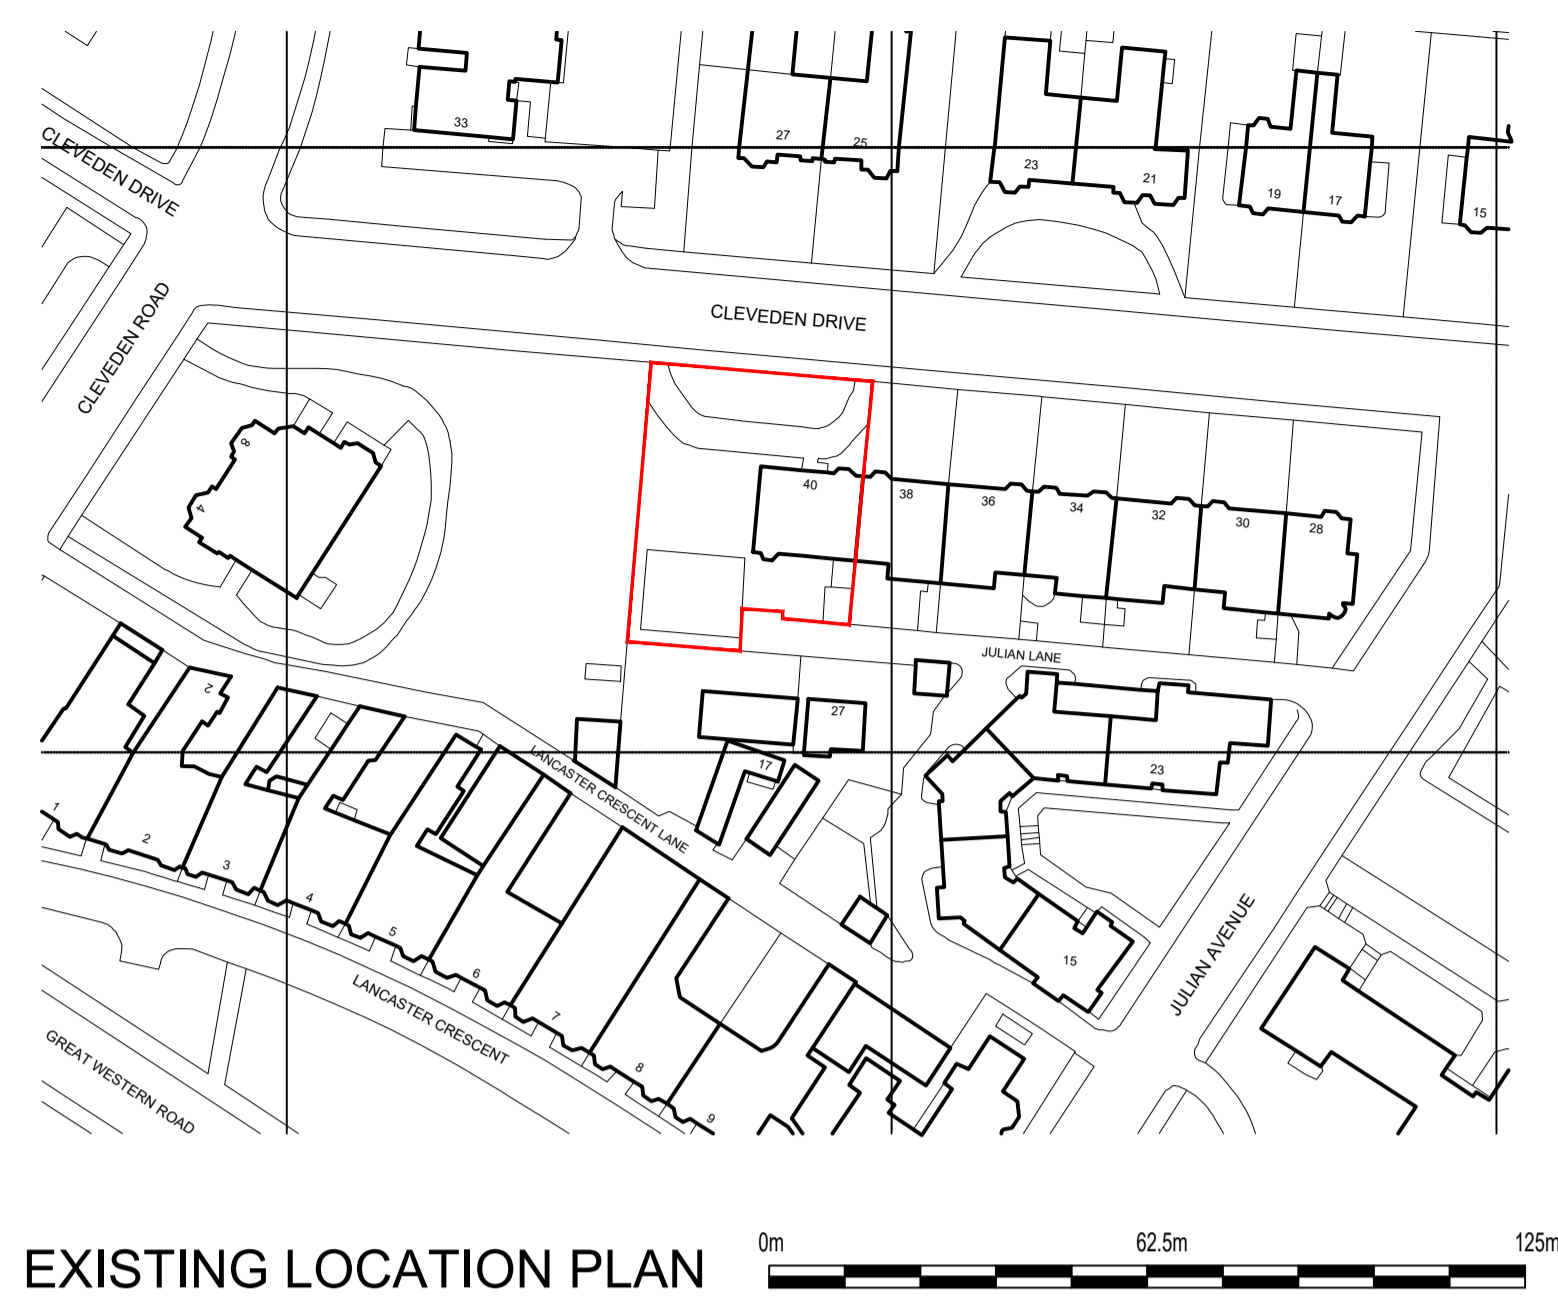 33
27
25
23
21
19
17
15
CLEVEDEN DRIVE
CLEVEDEN ROAD
CLEVEDEN DRIVE
8
4
40
38
36
34
32
30
28
JULIAN LANE
2
27
17
23
LANCASTER CRESCENT LANE
1
2
3
4
5
6
7
8
9
15
JULIAN AVENUE
LANCASTER CRESCENT
GREAT WESTERN ROAD
EXISTING LOCATION PLAN
0m
62.5m
125m